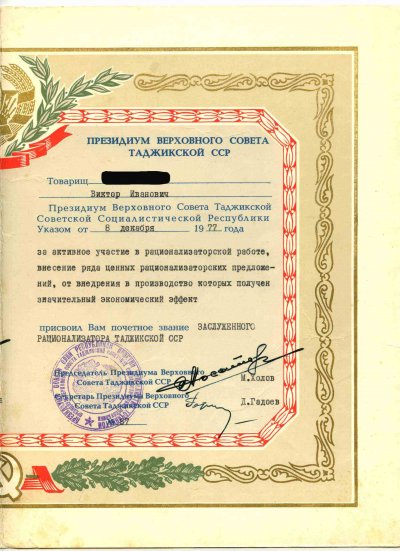 ПРЕЗИДИУМ ВЕРХОВНОГО СОВЕТА
ТАДЖИКСКОЙ ССР
Товарищ
Виктор Иванович
Президиум Верховного Совета Таджикской
Советской Социалистической Республики
Указом от 8 декабря 1977 года
за активное участие в рационализаторской работе,
внесение ряда ценных рационализаторских предложе-
ний, от внедрения в производство которых получен
значительный экономический эффект
присвоил Вам почетное звание ЗАСЛУЖЕННОГО
РАЦИОНАЛИЗАТОРА ТАДЖИКСКОЙ ССР
Председатель Президиума Верховного
Совета Таджикской ССР
М.Холов
Секретарь Президиума Верховного
Совета Таджикской ССР
Д.Гадоев